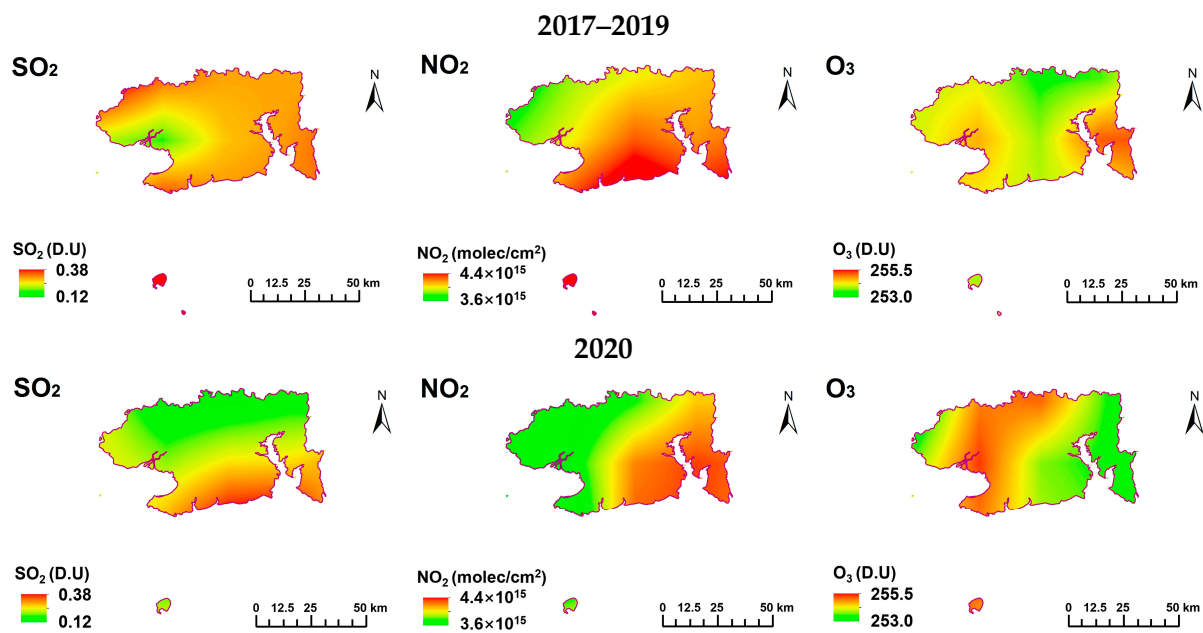 2017–2019
SO₂
N
NO₂
N
O₃
N
SO₂ (D.U)
0.38
0.12
0 12.5 25 50 km
NO₂ (molec/cm²)
4.4×10¹⁵
3.6×10¹⁵
0 12.5 25 50 km
O₃ (D.U)
255.5
253.0
0 12.5 25 50 km
2020
SO₂
N
NO₂
N
O₃
N
SO₂ (D.U)
0.38
0.12
0 12.5 25 50 km
NO₂ (molec/cm²)
4.4×10¹⁵
3.6×10¹⁵
0 12.5 25 50 km
O₃ (D.U)
255.5
253.0
0 12.5 25 50 km